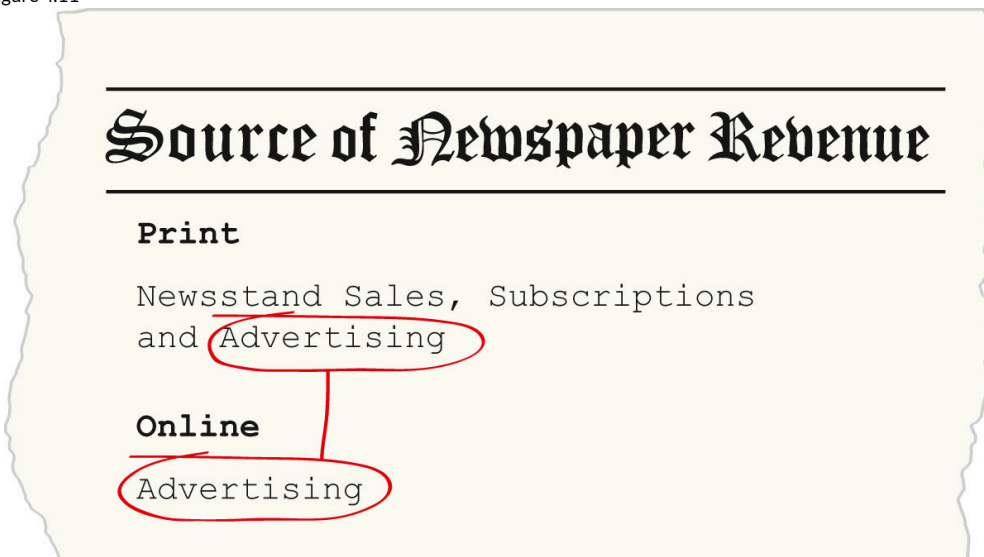 Source of Newspaper Revenue
Print
Newsstand Sales, Subscriptions
and Advertising
Online
Advertising